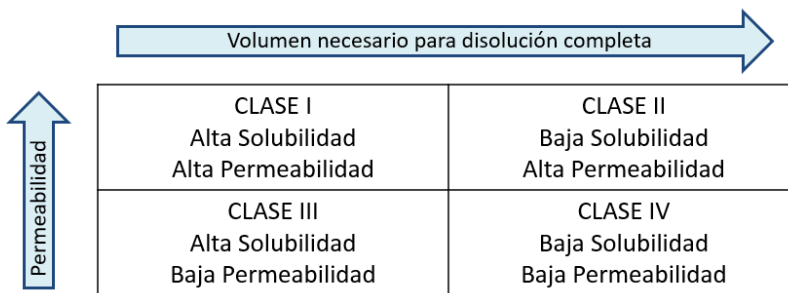 Volumen necesario para disolución completa
Permeabilidad
CLASE I
Alta Solubilidad
Alta Permeabilidad
CLASE II
Baja Solubilidad
Alta Permeabilidad
CLASE III
Alta Solubilidad
Baja Permeabilidad
CLASE IV
Baja Solubilidad
Baja Permeabilidad